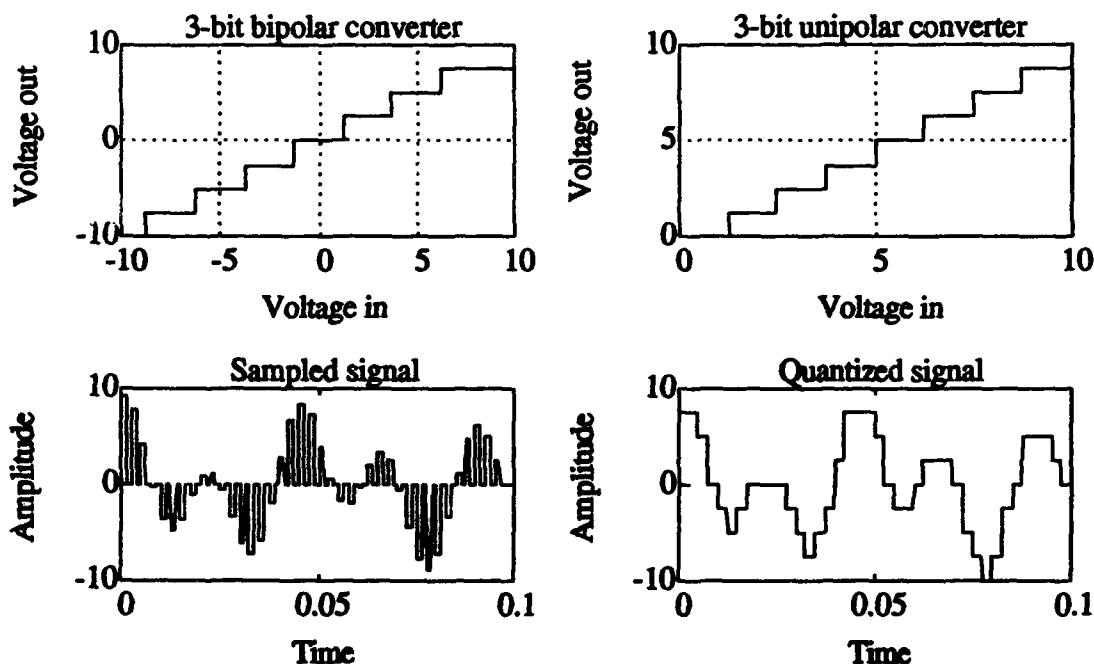 3-bit bipolar converter
10
0
-10
Voltage out
-10 -5 0 5 10
Voltage in
3-bit unipolar converter
10
5
0
Voltage out
0 5 10
Voltage in
Sampled signal
10
0
-10
Amplitude
0 0.05 0.1
Time
Quantized signal
10
0
-10
Amplitude
0 0.05 0.1
Time